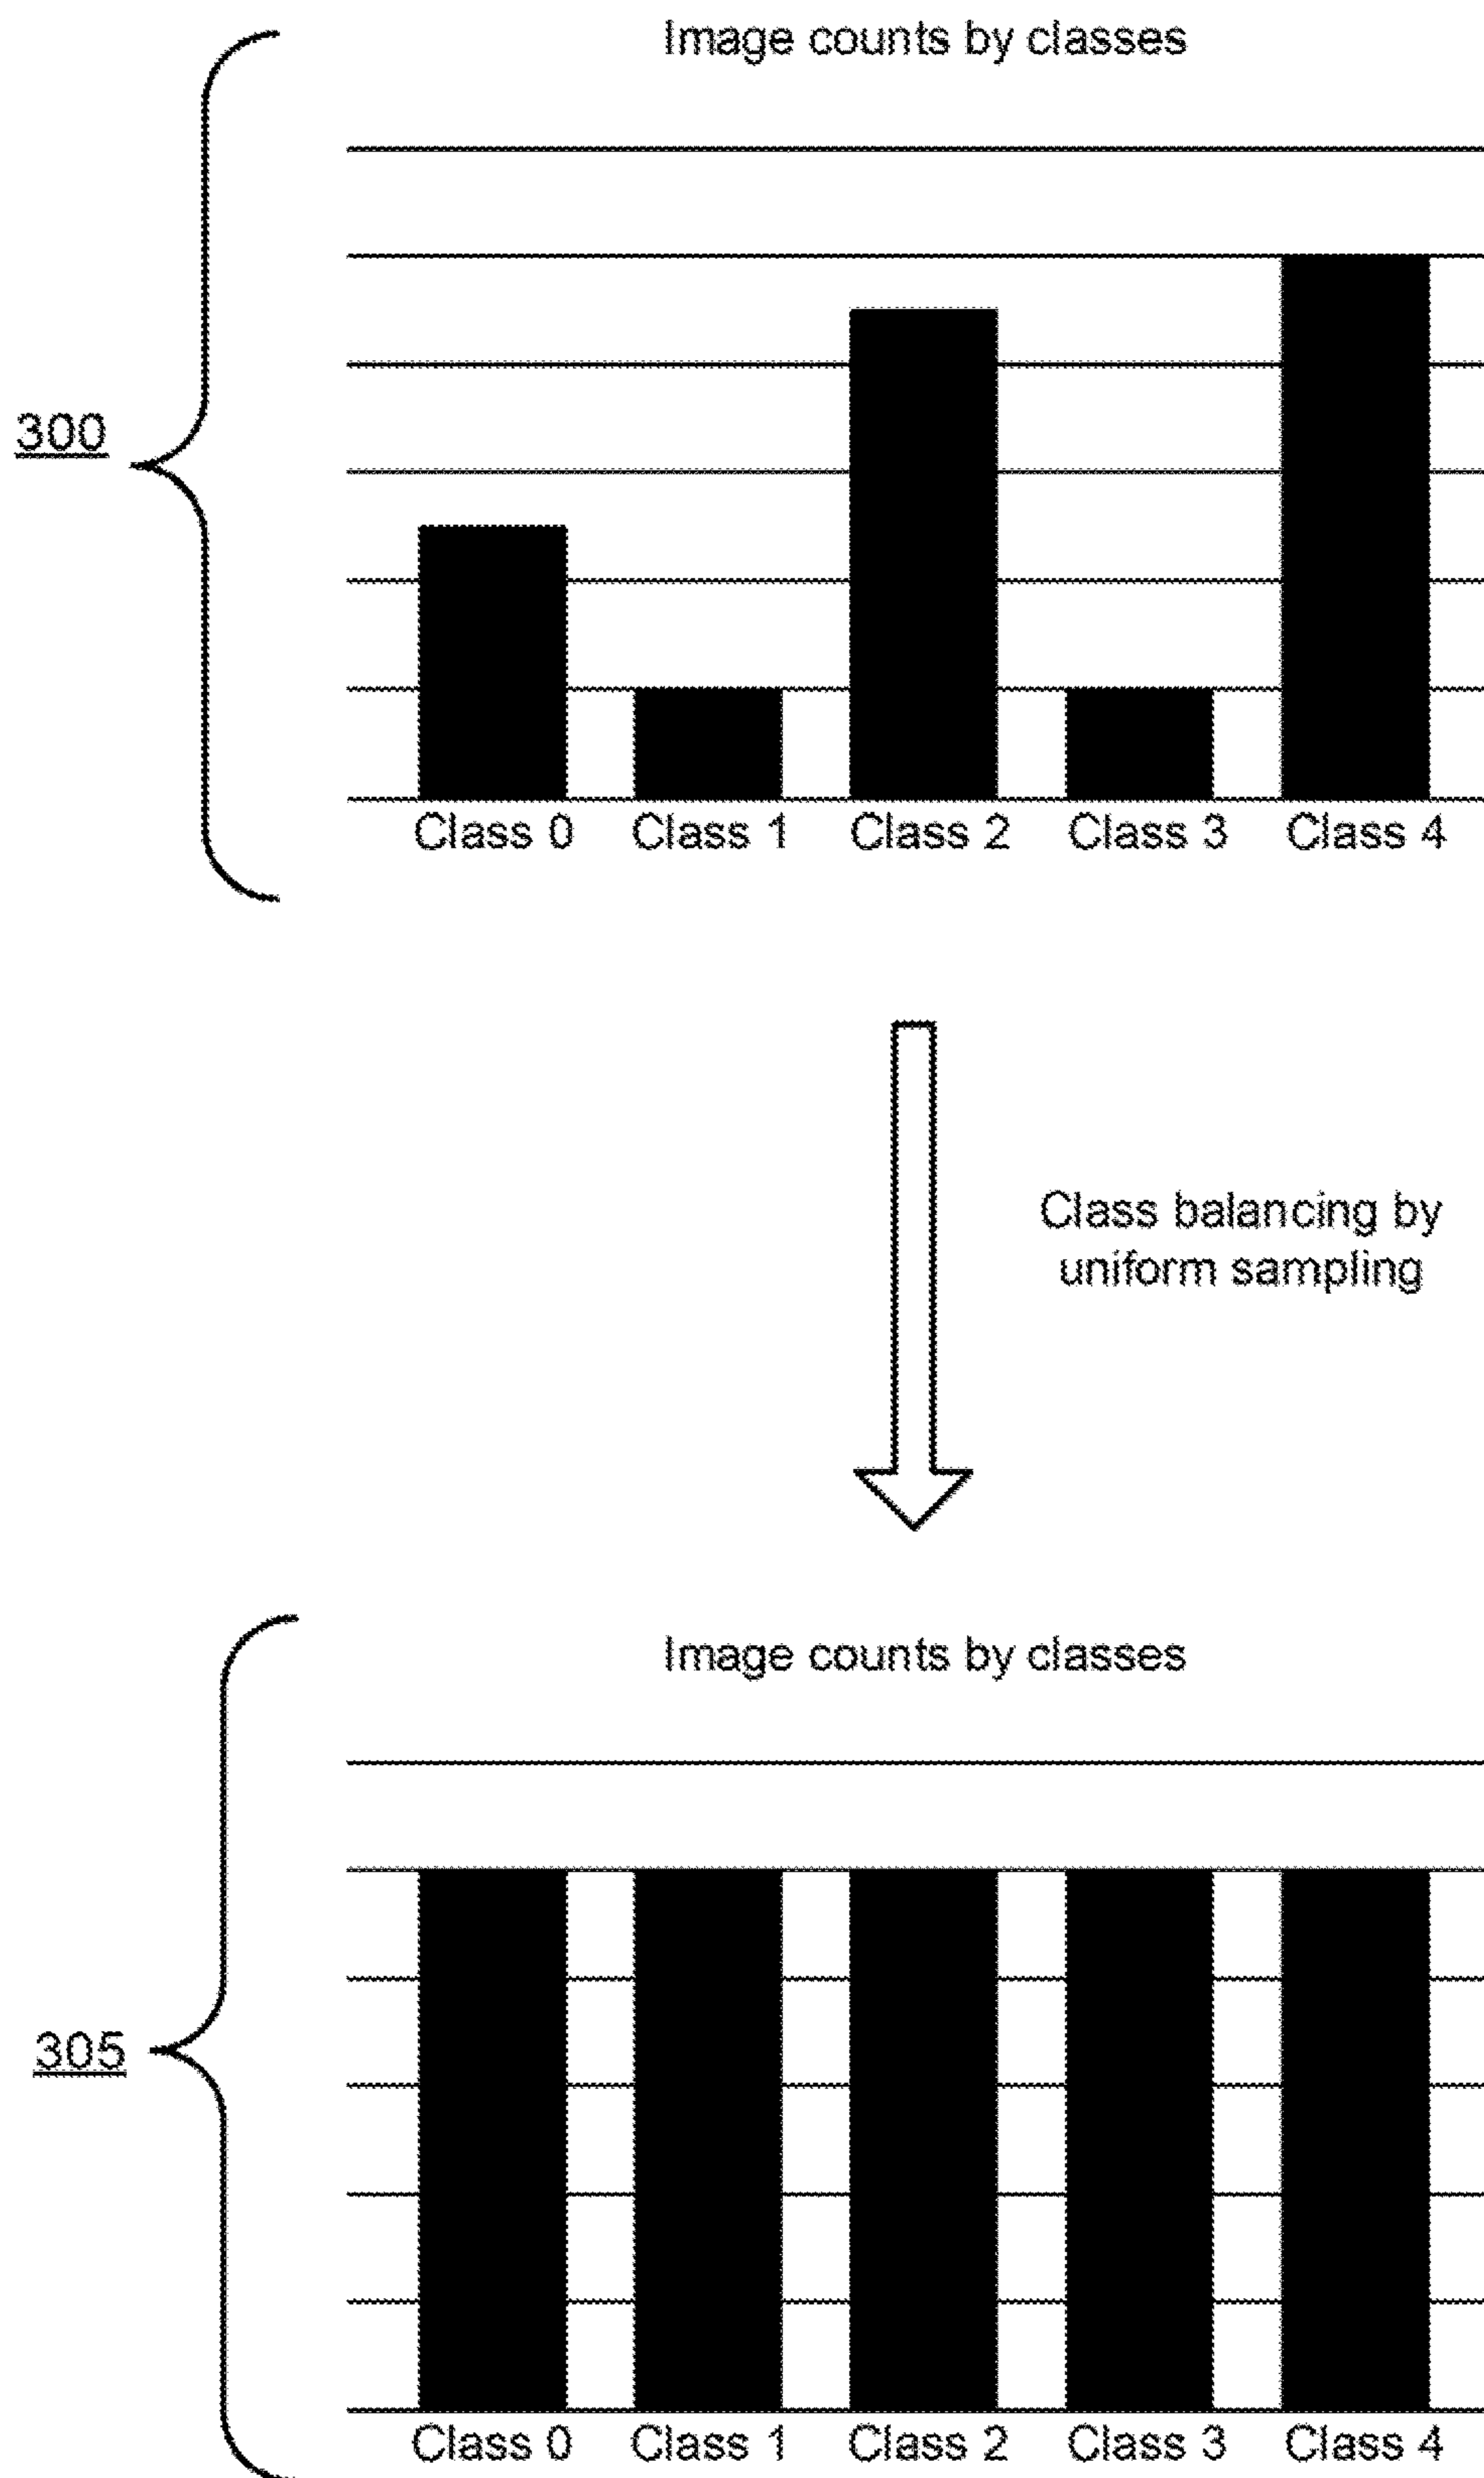 Image counts by classes
300
Class 0 Class 1 Class 2 Class 3 Class 4
Class balancing by
uniform sampling
Image counts by classes
305
Class 0 Class 1 Class 2 Class 3 Class 4